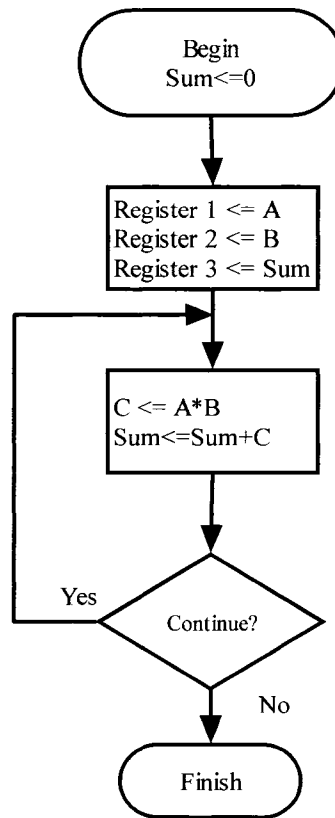 Begin
Sum<=0
Register 1 <= A
Register 2 <= B
Register 3 <= Sum
C <= A*B
Sum<=Sum+C
Yes
Continue?
No
Finish